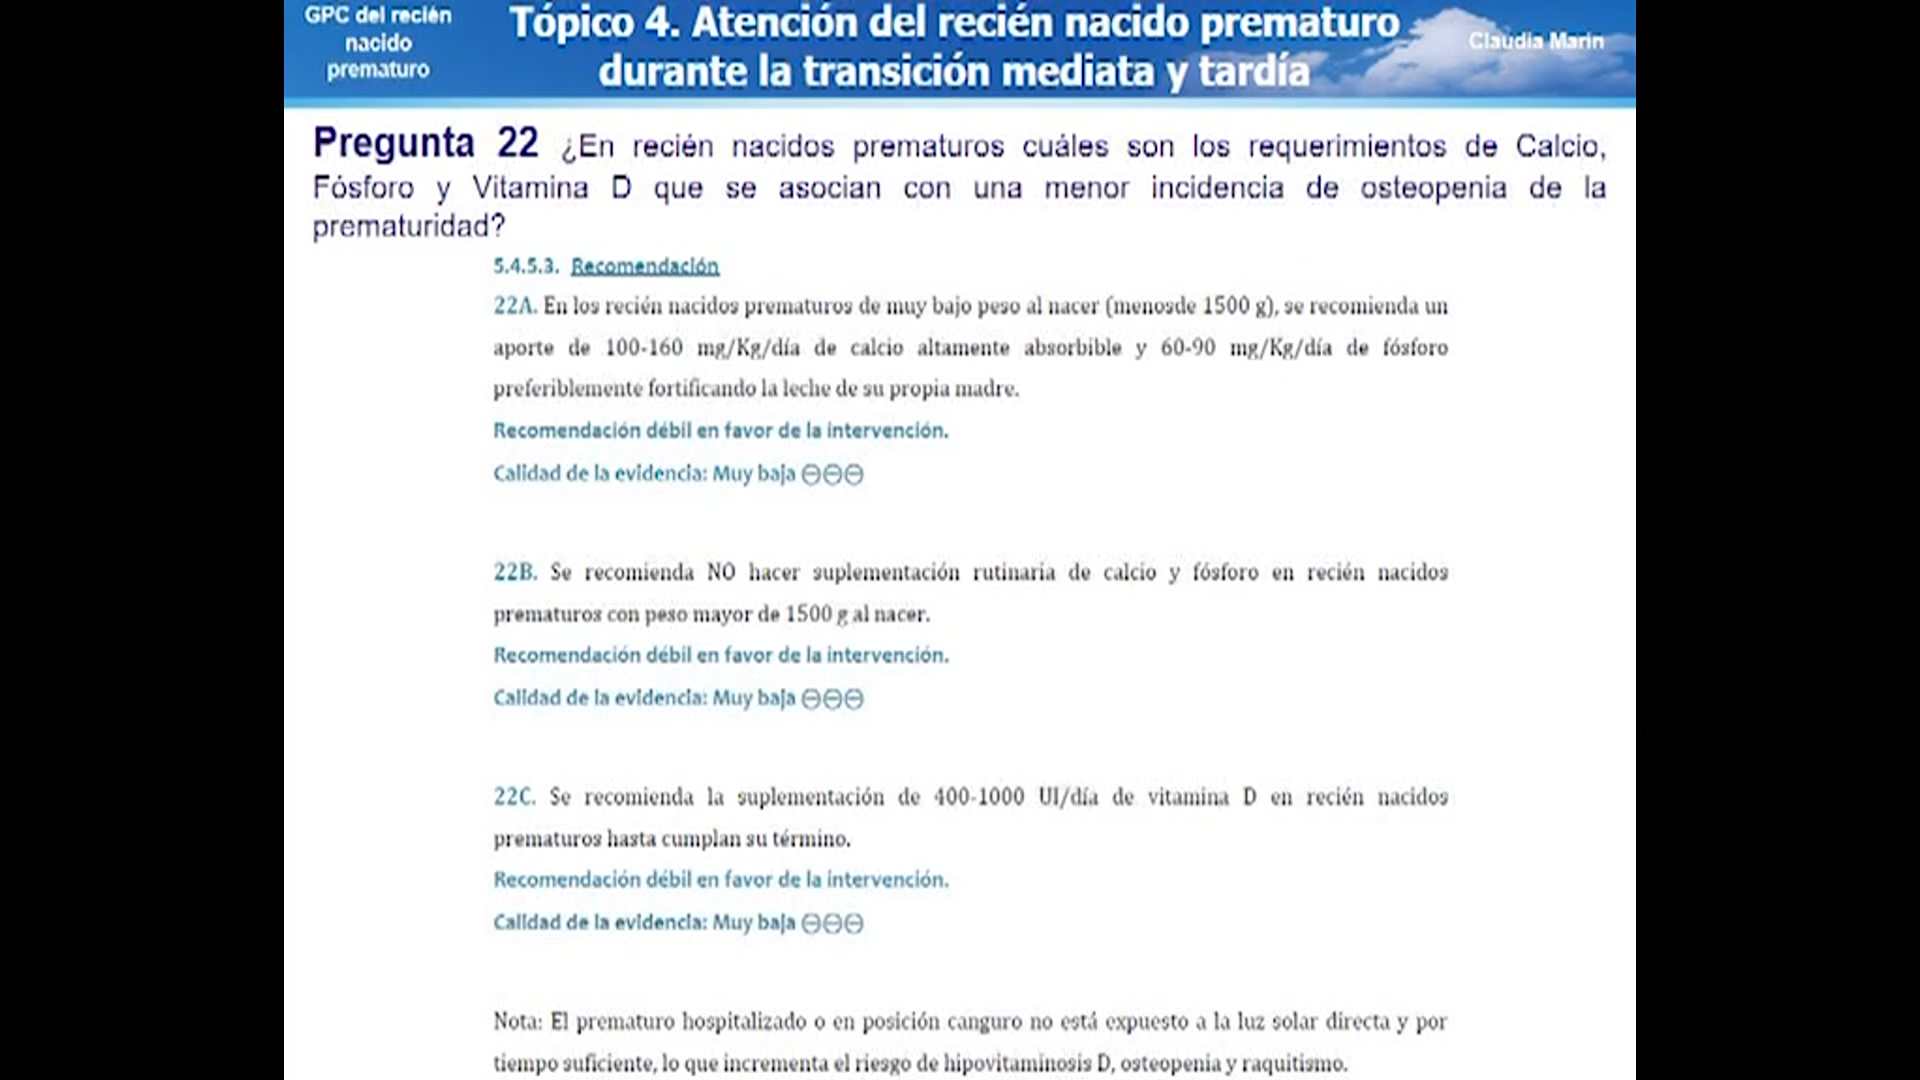 GPC del recién
nacido
prematuro
Tópico 4. Atención del recién nacido prematuro
durante la transición mediata y tardía
Claudia Marin
Pregunta 22 ¿En recién nacidos prematuros cuáles son los requerimientos de Calcio,
Fósforo y Vitamina D que se asocian con una menor incidencia de osteopenia de la
prematuridad?
5.4.5.3. Recomendación
22A. En los recién nacidos prematuros de muy bajo peso al nacer (menosde 1500 g), se recomienda un
aporte de 100-160 mg/Kg/día de calcio altamente absorbible y 60-90 mg/Kg/día de fósforo
preferiblemente fortificando la leche de su propia madre.
Recomendación débil en favor de la intervención.
Calidad de la evidencia: Muy baja ⊖⊖⊖
22B. Se recomienda NO hacer suplementación rutinaria de calcio y fósforo en recién nacidos
prematuros con peso mayor de 1500 g al nacer.
Recomendación débil en favor de la intervención.
Calidad de la evidencia: Muy baja ⊖⊖⊖
22C. Se recomienda la suplementación de 400-1000 UI/día de vitamina D en recién nacidos
prematuros hasta cumplan su término.
Recomendación débil en favor de la intervención.
Calidad de la evidencia: Muy baja ⊖⊖⊖
Nota: El prematuro hospitalizado o en posición canguro no está expuesto a la luz solar directa y por
tiempo suficiente, lo que incrementa el riesgo de hipovitaminosis D, osteopenia y raquitismo.